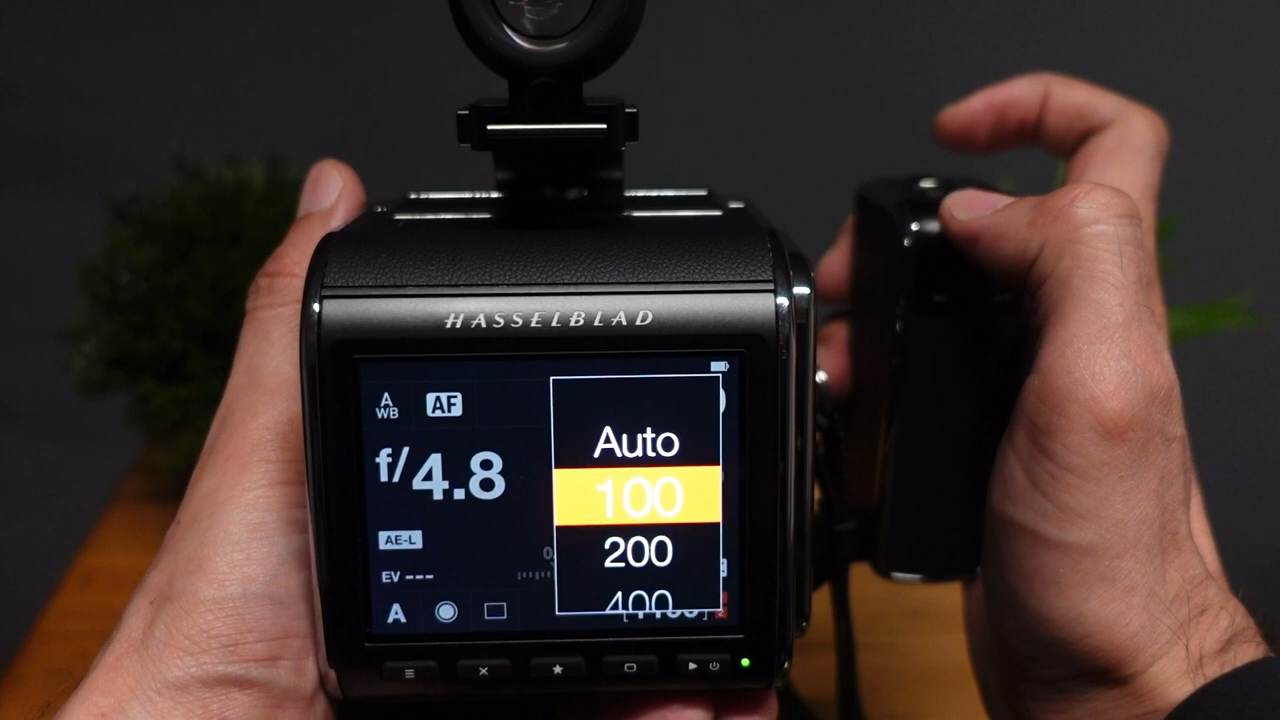 HASSELBLAD
A
WB
AF
Auto
f/4.8
100
200
AE-L
EV ---
400
A